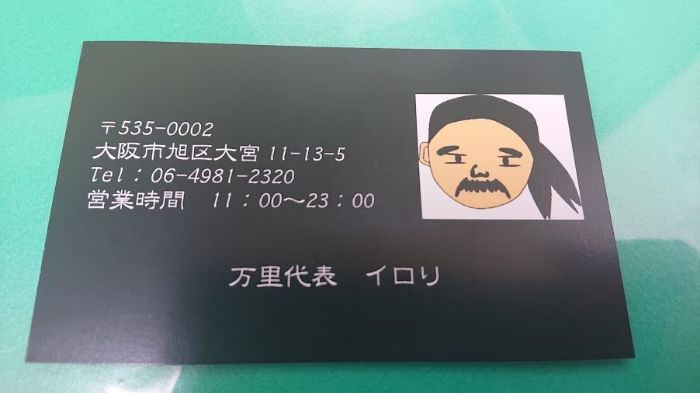 〒535-0002
大阪市旭区大宮 11-13-5
Tel：06-4981-2320
営業時間　11：00～23：00
万里代表　イロリ